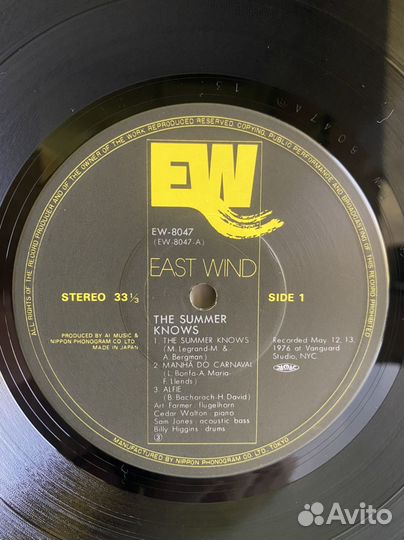 ALL RIGHTS OF THE RECORD PRODUCER AND OF THE OWNER OF THE WORK REPRODUCED RESERVED. COPYING, PUBLIC PERFORMANCE AND BROADCASTING OF THIS RECORD PROHIBITED
EW
EW-8047
(EW-8047-A)
EAST WIND
STEREO 33 1/3
SIDE 1
THE SUMMER
KNOWS
PRODUCED BY AI MUSIC &
NIPPON PHONOGRAM CO LTD.
MADE IN JAPAN
1. THE SUMMER KNOWS
(M. Legrand-M. &
A. Bergman)
2. MANHÃ DO CARNAVAL
(L. Bonfa-A. Maria-
F. Llends)
3. ALFIE
(B. Bacharach-H. David)
Art Farmer : flugelhorn
Cedar Walton : piano
Sam Jones : acoustic bass
Billy Higgins : drums
Recorded May, 12, 13,
1976 at Vanguard
Studio, NYC.
MANUFACTURED BY NIPPON PHONOGRAM CO., LTD., TOKYO
Avito